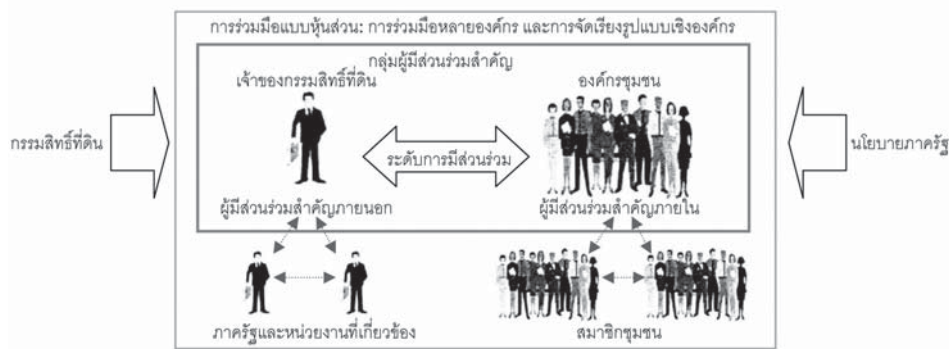 การร่วมมือแบบหุ้นส่วน: การร่วมมือหลายองค์กร และการจัดเรียงรูปแบบเชิงองค์กร
กลุ่มผู้มีส่วนร่วมสำคัญ
เจ้าของกรรมสิทธิ์ที่ดิน
องค์กรชุมชน
กรรมสิทธิ์ที่ดิน
ระดับการมีส่วนร่วม
นโยบายภาครัฐ
ผู้มีส่วนร่วมสำคัญภายนอก
ผู้มีส่วนร่วมสำคัญภายใน
ภาครัฐและหน่วยงานที่เกี่ยวข้อง
สมาชิกชุมชน